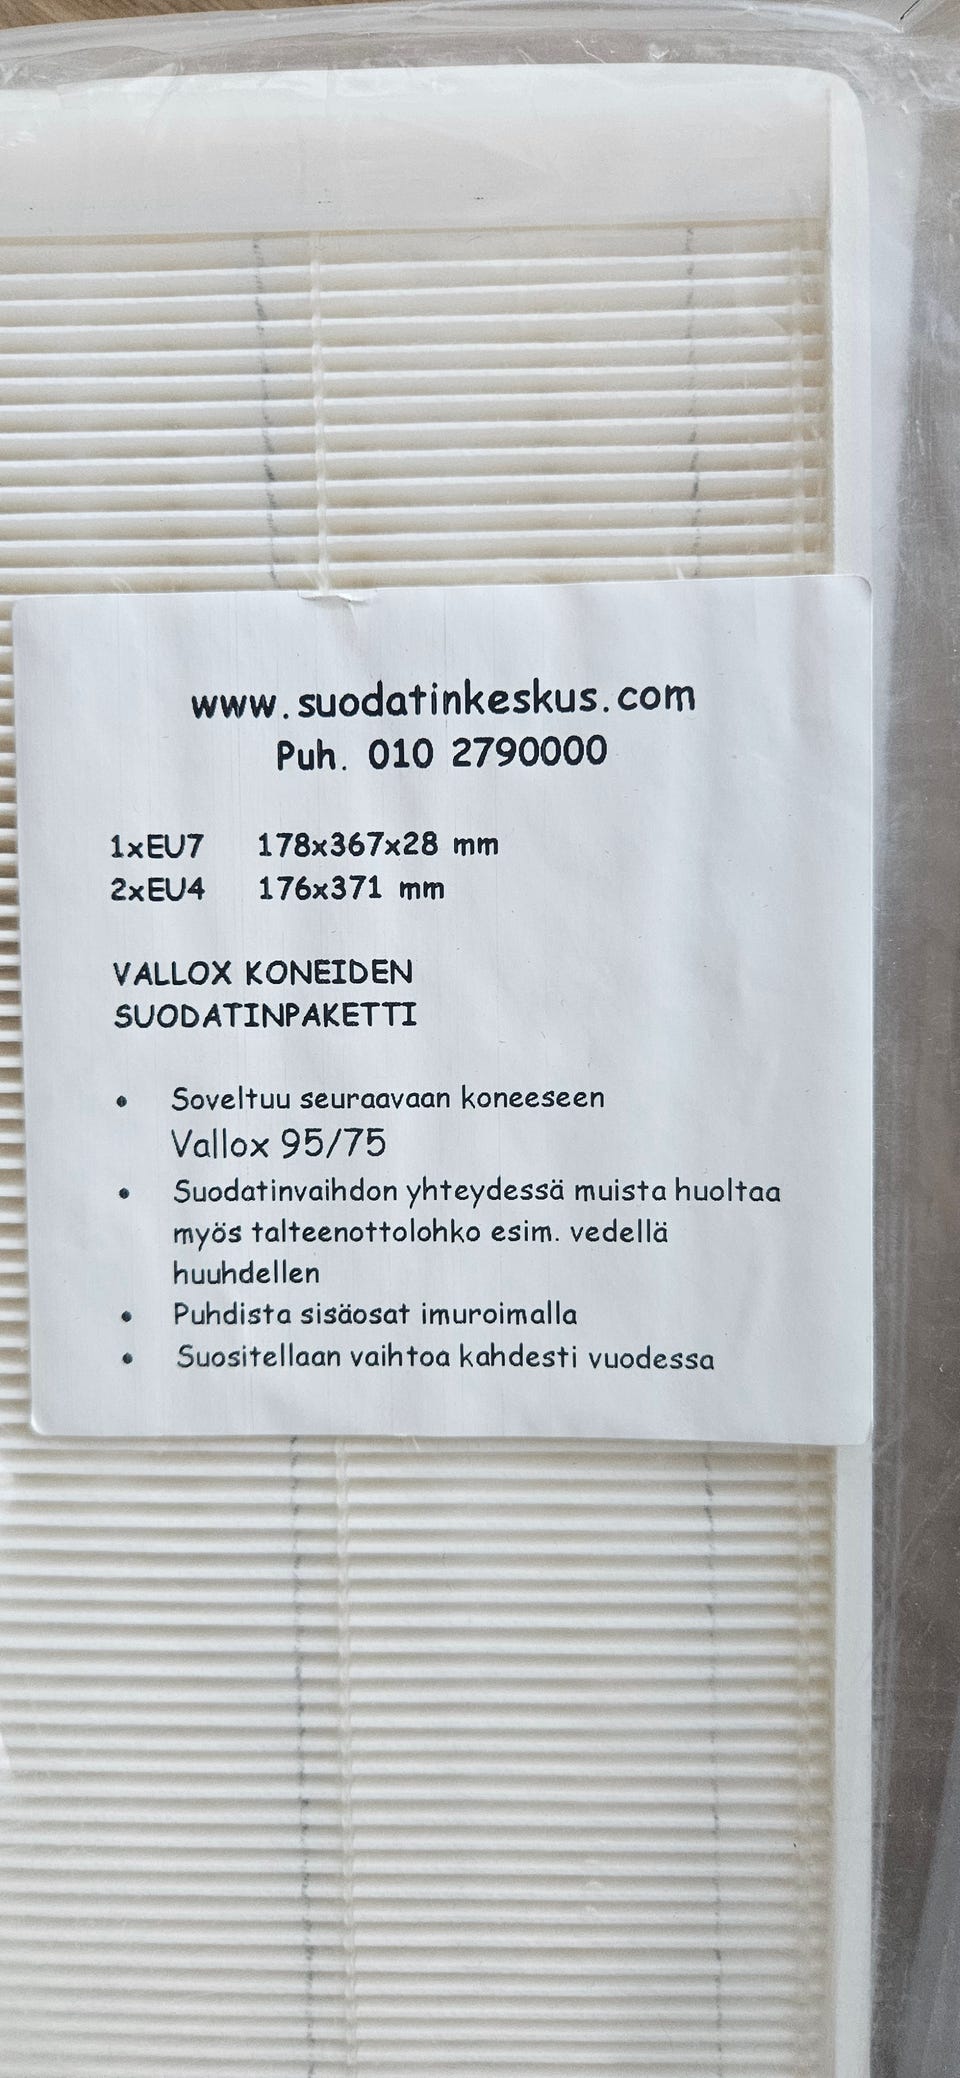 www.suodatinkeskus.com
Puh. 010 2790000
1xEU7 178x367x28 mm
2xEU4 176x371 mm
VALLOX KONEIDEN
SUODATINPAKETTI
• Soveltuu seuraavaan koneeseen
Vallox 95/75
• Suodatinvaihdon yhteydessä muista huoltaa
myös talteenottolohko esim. vedellä
huuhdellen
• Puhdista sisäosat imuroimalla
• Suositellaan vaihtoa kahdesti vuodessa